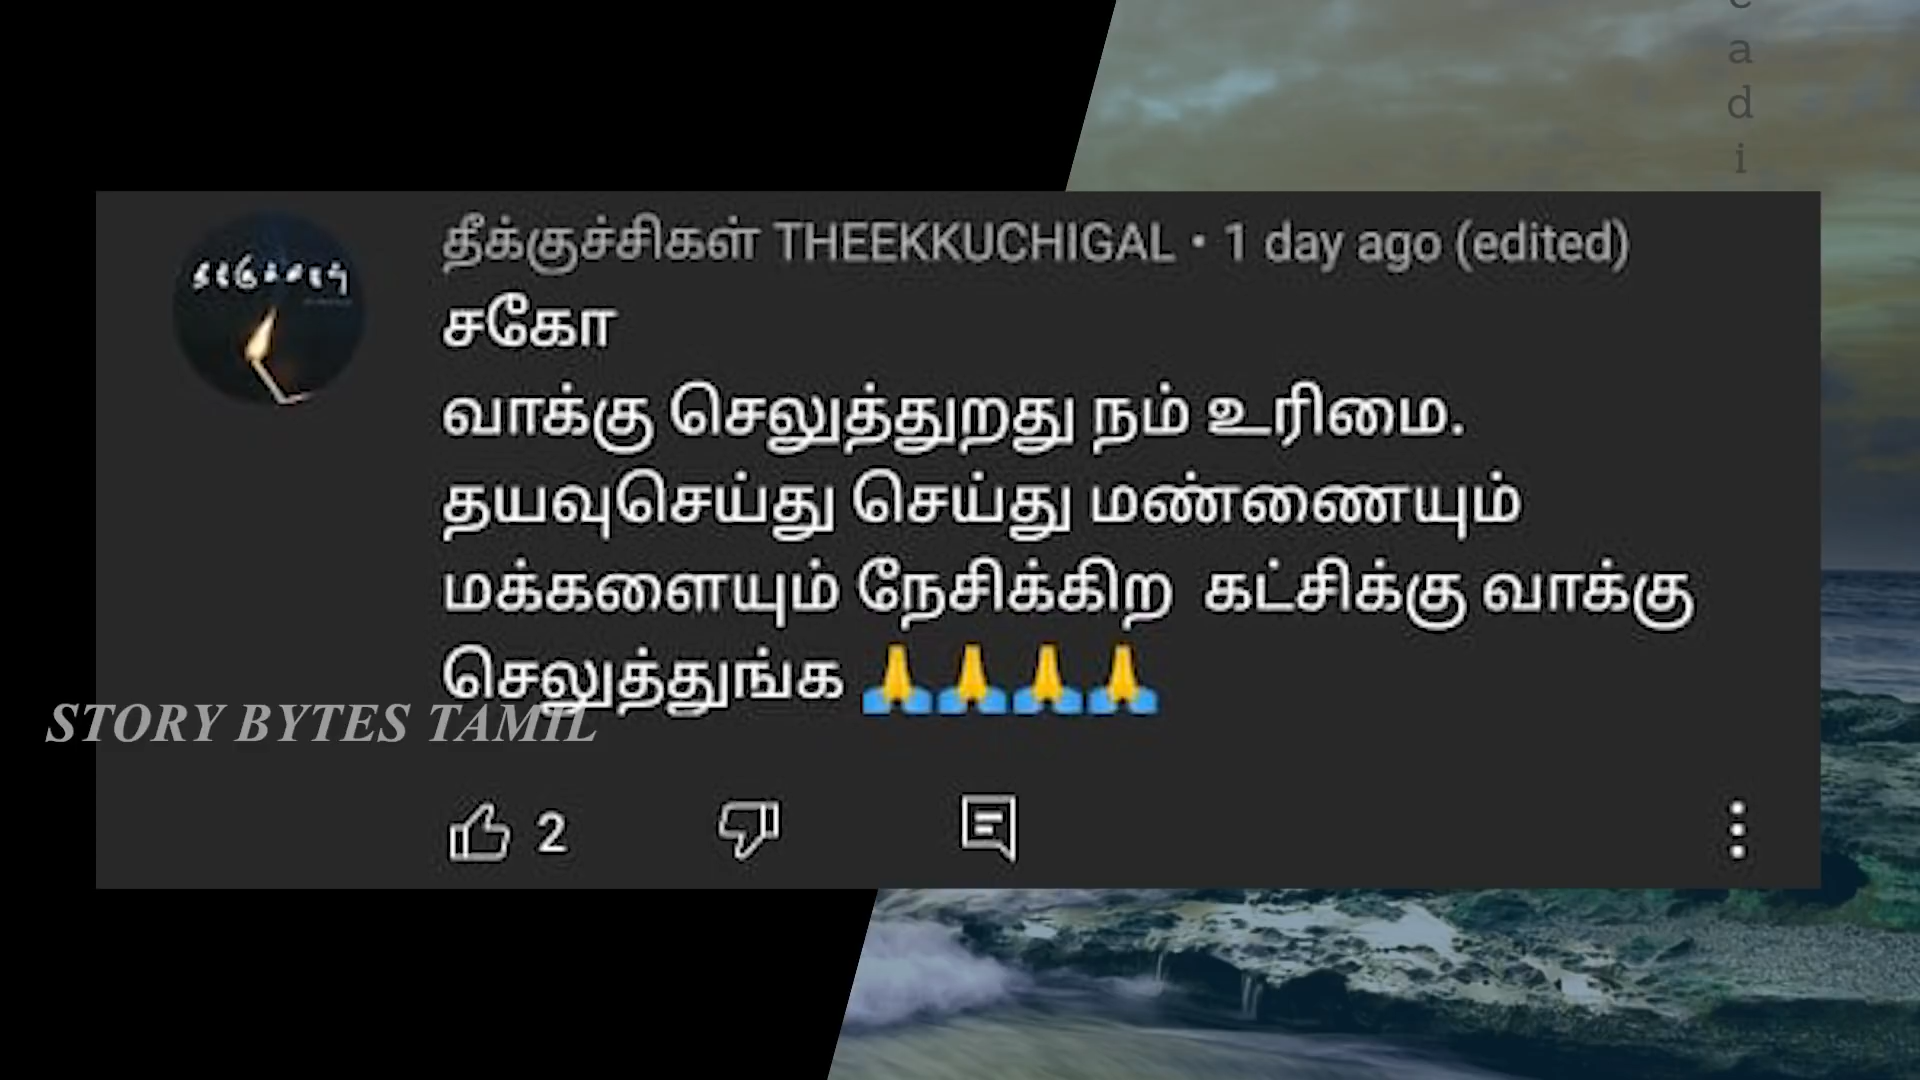 e
a
d
i
தீக்குச்சிகள் THEEKKUCHIGAL • 1 day ago (edited)
சகோ
வாக்கு செலுத்துறது நம் உரிமை.
தயவுசெய்து செய்து மண்ணையும்
மக்களையும் நேசிக்கிற கட்சிக்கு வாக்கு
செலுத்துங்க 🙏🙏🙏🙏
STORY BYTES TAMIL
2